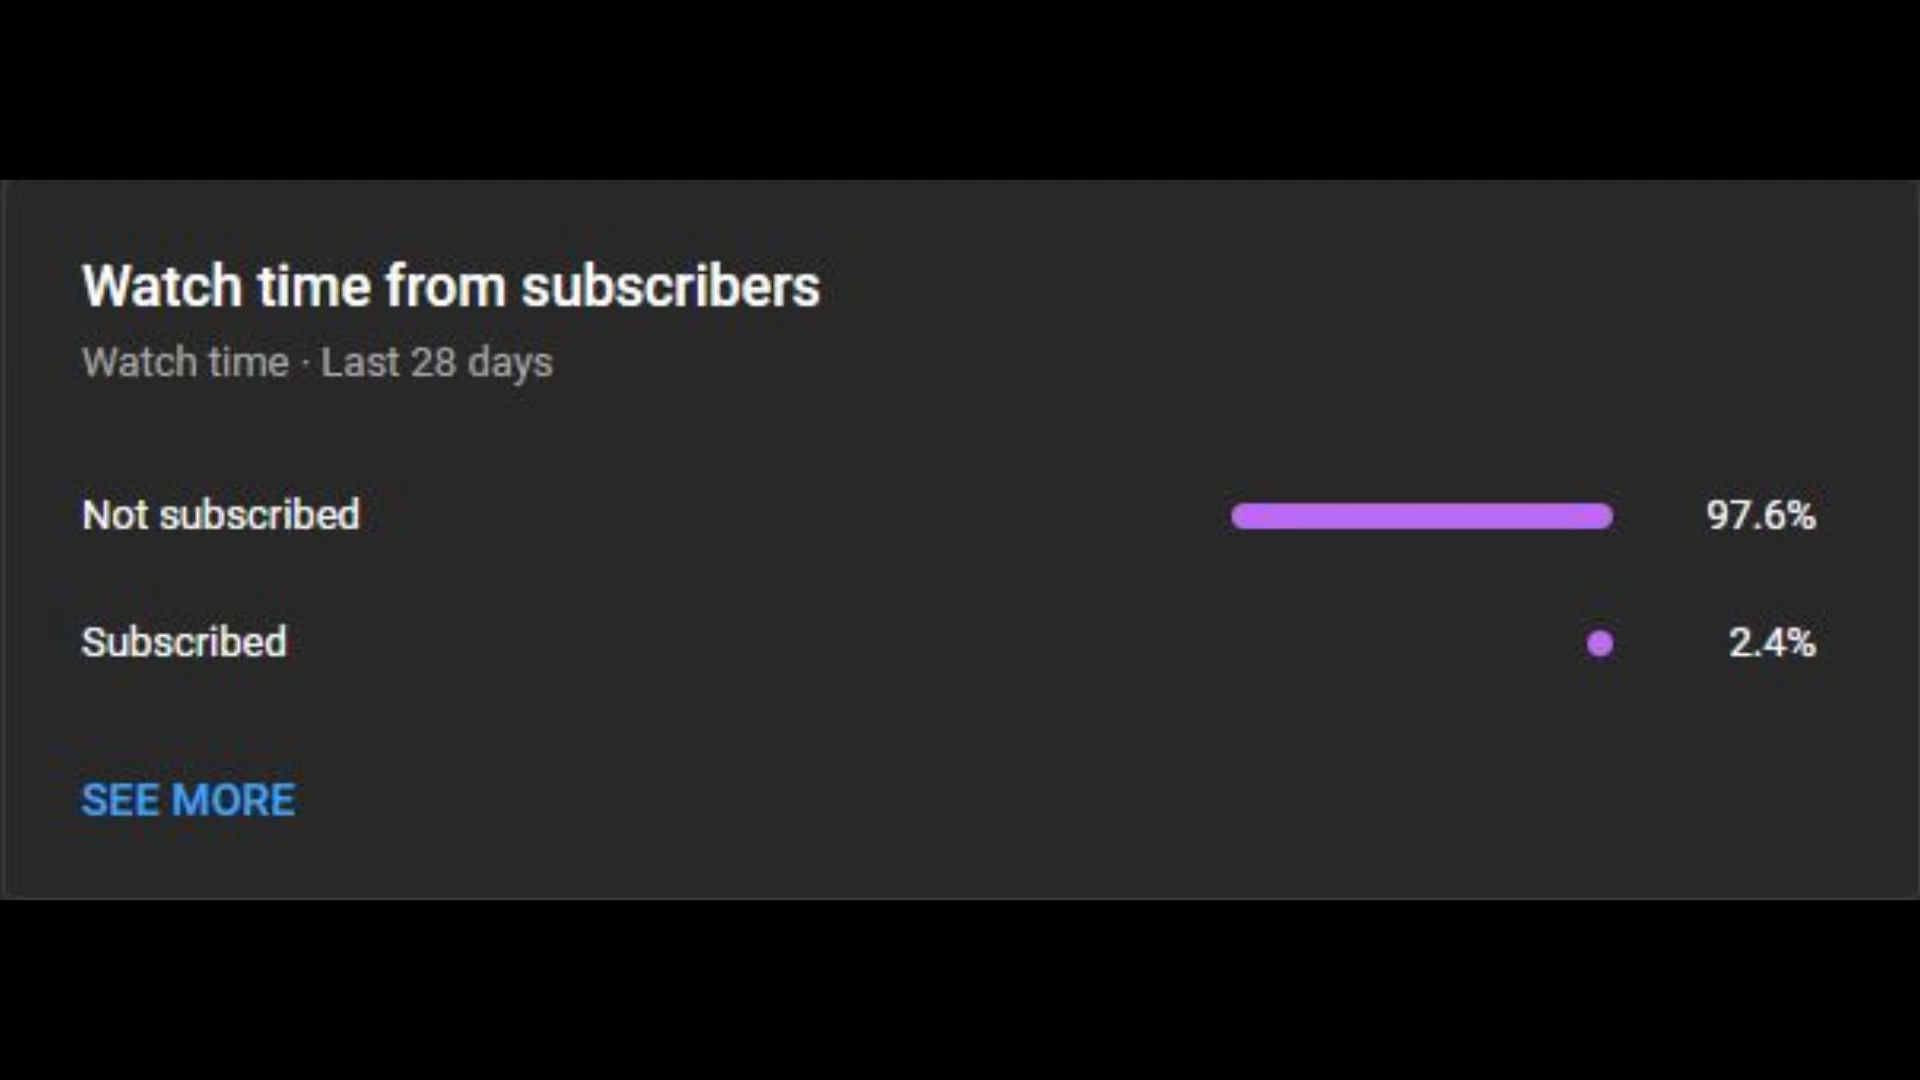 Watch time from subscribers
Watch time · Last 28 days
Not subscribed 97.6%
Subscribed 2.4%
SEE MORE